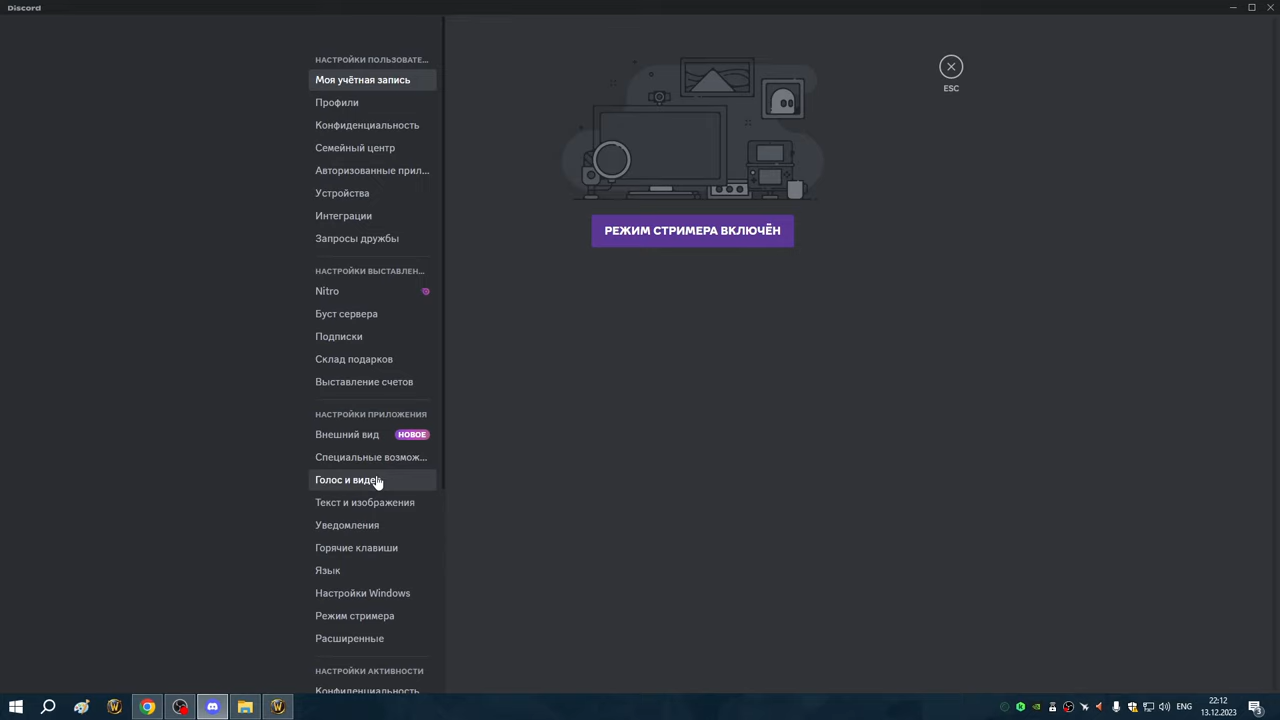 Discord
НАСТРОЙКИ ПОЛЬЗОВАТЕ...
Моя учётная запись
Профили
Конфиденциальность
Семейный центр
Авторизованные прил...
Устройства
Интеграции
Запросы дружбы
НАСТРОЙКИ ВЫСТАВЛЕН...
Nitro
Буст сервера
Подписки
Склад подарков
Выставление счетов
НАСТРОЙКИ ПРИЛОЖЕНИЯ
Внешний вид НОВОЕ
Специальные возмож...
Голос и видео
Текст и изображения
Уведомления
Горячие клавиши
Язык
Настройки Windows
Режим стримера
Расширенные
НАСТРОЙКИ АКТИВНОСТИ
Конфиденциальность
ESC
РЕЖИМ СТРИМЕРА ВКЛЮЧЁН
ENG
22:12
13.12.2023